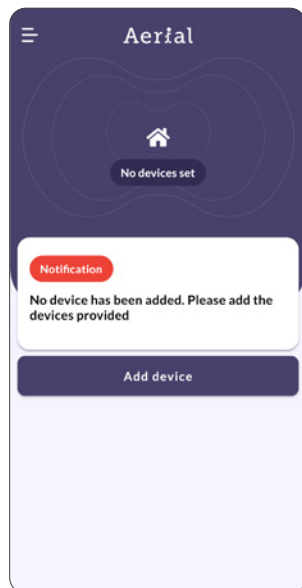 Aerial
No devices set
Notification
No device has been added. Please add the
devices provided
Add device